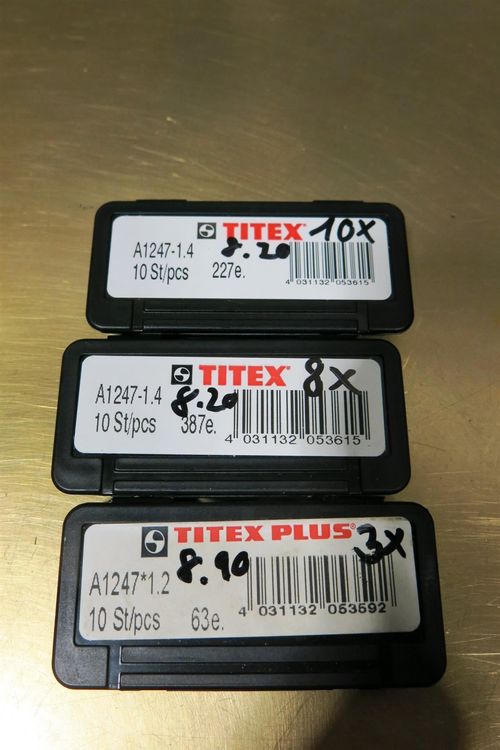 TITEX® 10x
A1247-1.4 8.20
10 St/pcs 227e.
4 031132 053615
TITEX® 8x
A1247-1.4 8.20
10 St/pcs 387e.
4 031132 053615
TITEX PLUS® 3x
A1247*1.2 8.90
10 St/pcs 63e.
4 031132 053592